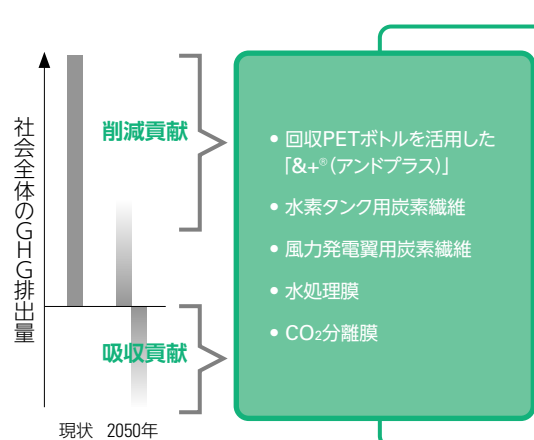 社会全体のGHG排出量
削減貢献
吸収貢献
現状 2050年
• 回収PETボトルを活用した
「&+®(アンドプラス)」
• 水素タンク用炭素繊維
• 風力発電翼用炭素繊維
• 水処理膜
• CO₂分離膜